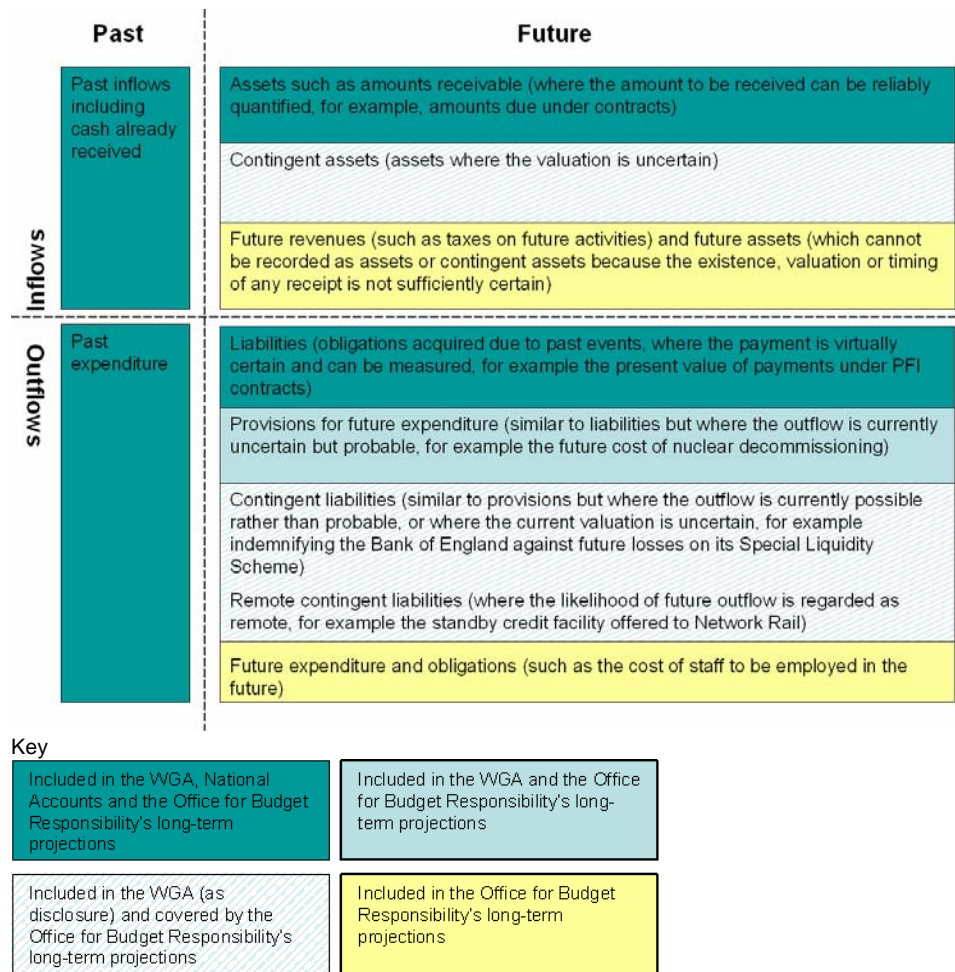 Past
Future
Inflows
Past inflows
including
cash already
received
Assets such as amounts receivable (where the amount to be received can be reliably
quantified, for example, amounts due under contracts)
Contingent assets (assets where the valuation is uncertain)
Future revenues (such as taxes on future activities) and future assets (which cannot
be recorded as assets or contingent assets because the existence, valuation or timing
of any receipt is not sufficiently certain)
Outflows
Past
expenditure
Liabilities (obligations acquired due to past events, where the payment is virtually
certain and can be measured, for example the present value of payments under PFI
contracts)
Provisions for future expenditure (similar to liabilities but where the outflow is currently
uncertain but probable, for example the future cost of nuclear decommissioning)
Contingent liabilities (similar to provisions but where the outflow is currently possible
rather than probable, or where the current valuation is uncertain, for example
indemnifying the Bank of England against future losses on its Special Liquidity
Scheme)
Remote contingent liabilities (where the likelihood of future outflow is regarded as
remote, for example the standby credit facility offered to Network Rail)
Future expenditure and obligations (such as the cost of staff to be employed in the
future)
Key
Included in the WGA, National
Accounts and the Office for Budget
Responsibility's long-term
projections
Included in the WGA and the Office
for Budget Responsibility's long-
term projections
Included in the WGA (as
disclosure) and covered by the
Office for Budget Responsibility's
long-term projections
Included in the Office for Budget
Responsibility's long-term
projections